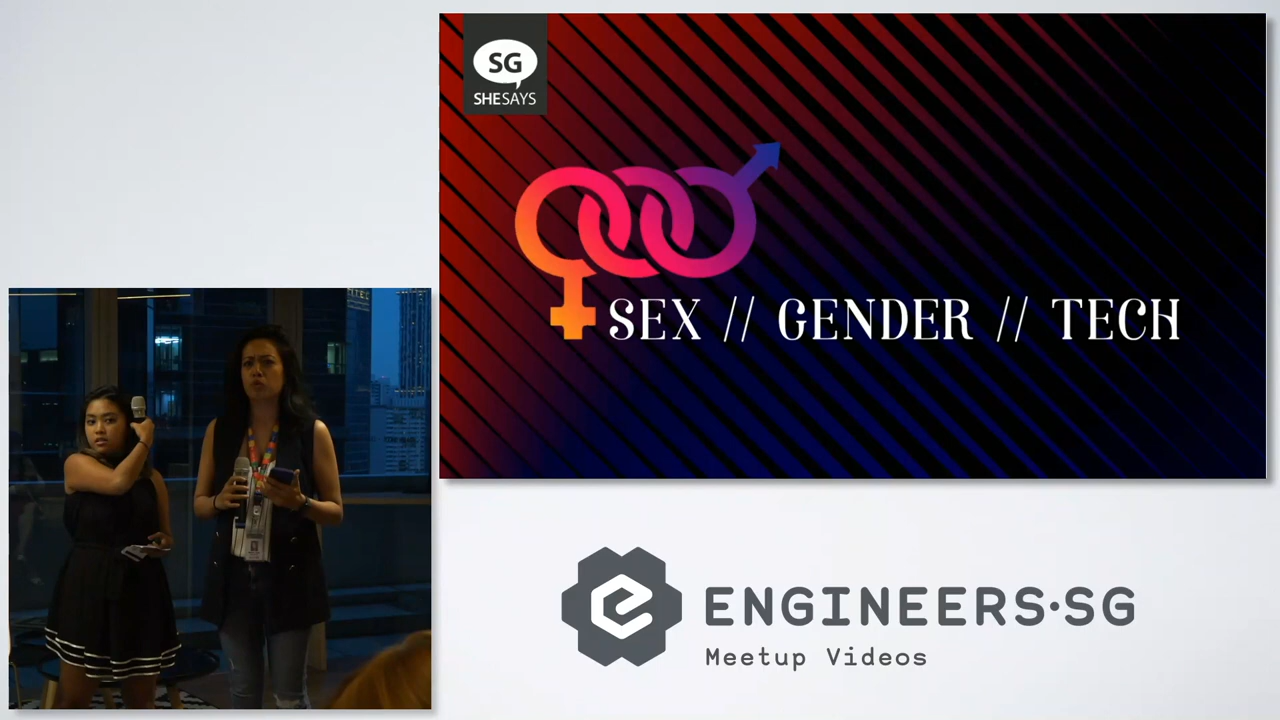 SG
SHESAYS
SEX // GENDER // TECH
ENGINEERS·SG
Meetup Videos